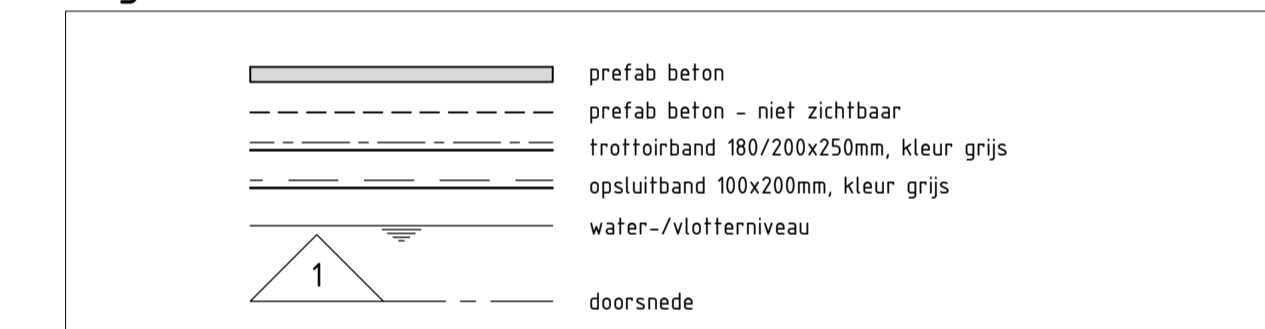 prefab beton
prefab beton - niet zichtbaar
trottoirband 180/200x250mm, kleur grijs
opsluitband 100x200mm, kleur grijs
water-/vlotterniveau
1
doorsnede